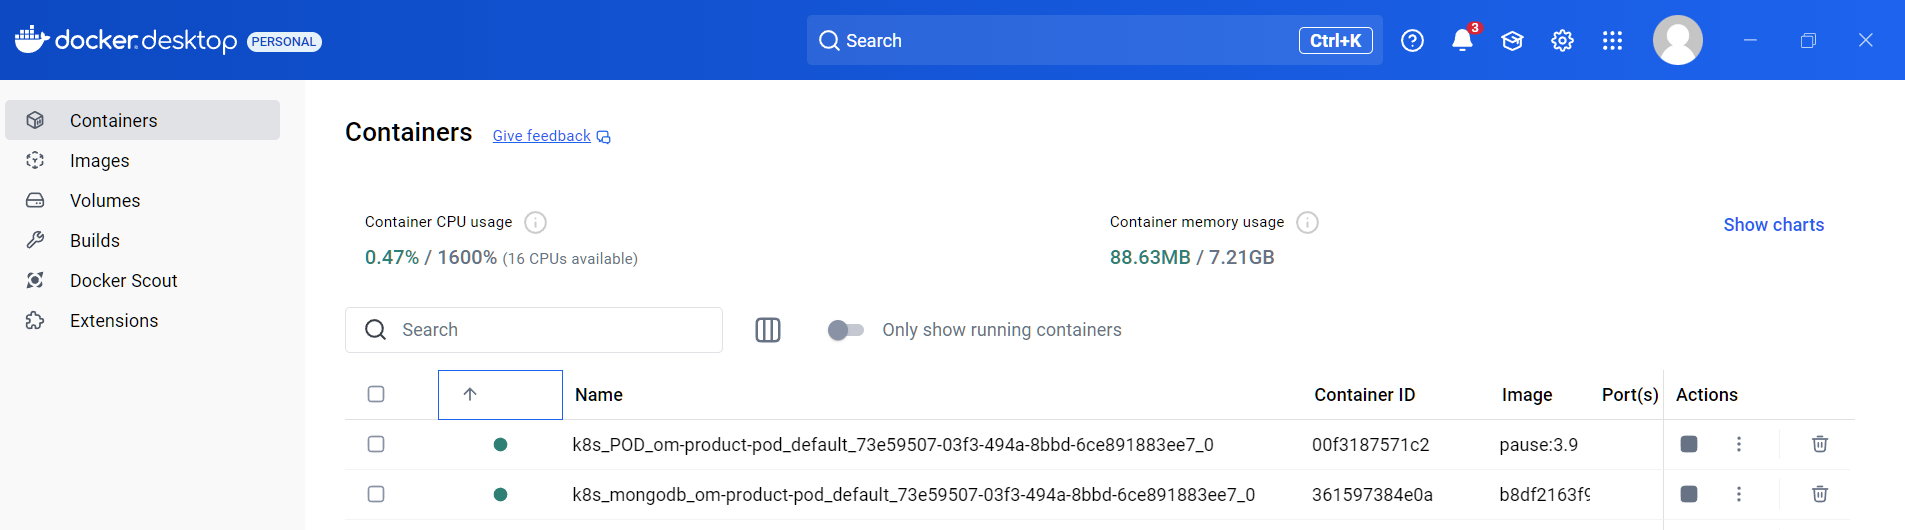 docker.desktop PERSONAL Search Ctrl+K 3
Containers
Images
Volumes
Builds
Docker Scout
Extensions
Containers Give feedback
Container CPU usage
0.47% / 1600% (16 CPUs available)
Container memory usage
88.63MB / 7.21GB
Show charts
Search Only show running containers
Name Container ID Image Port(s) Actions
k8s_POD_om-product-pod_default_73e59507-03f3-494a-8bbd-6ce891883ee7_0 00f3187571c2 pause:3.9
k8s_mongodb_om-product-pod_default_73e59507-03f3-494a-8bbd-6ce891883ee7_0 361597384e0a b8df2163f9